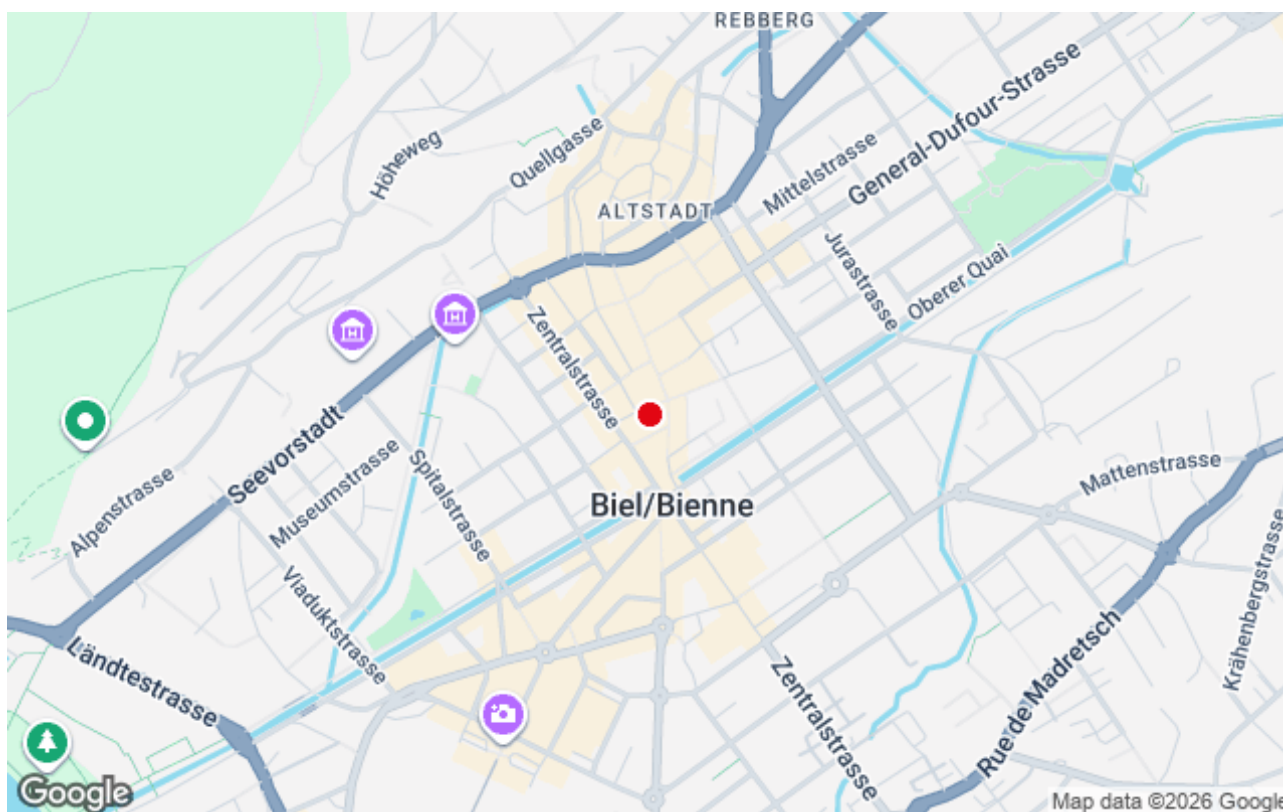 REBBERG
General-Dufour-Strasse
Höheweg
Quellgasse
Mittelstrasse
ALTSTADT
Jurastrasse
Oberer Quai
Zentralstrasse
Seevorstadt
Museumstrasse
Spitalstrasse
Alpenstrasse
Mattenstrasse
Biel/Bienne
Viaduktstrasse
Krähenbergstrasse
Ländtestrasse
Zentralstrasse
Rue de Madretsch
Google
Map data ©2026 Google